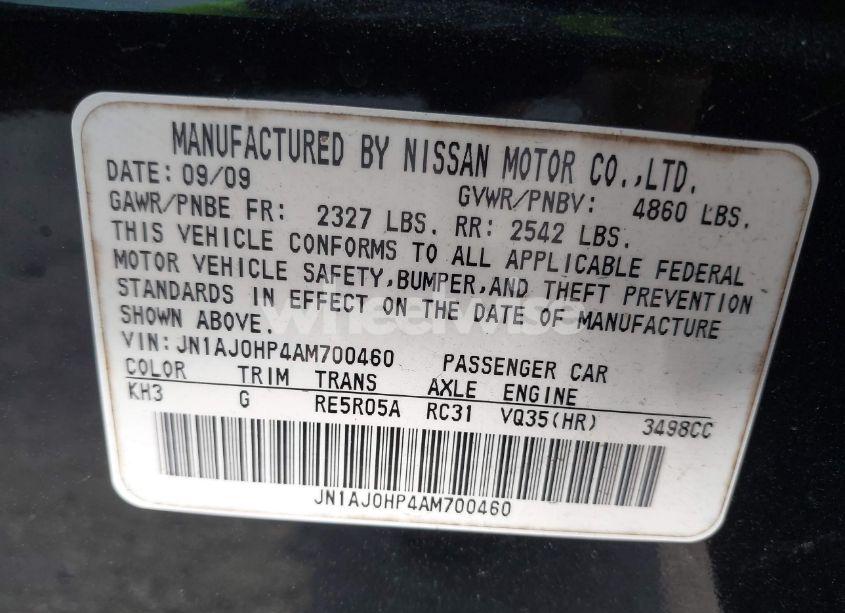 MANUFACTURED BY NISSAN MOTOR CO.,LTD.
DATE: 09/09 GVWR/PNBV: 4860 LBS.
GAWR/PNBE FR: 2327 LBS. RR: 2542 LBS.
THIS VEHICLE CONFORMS TO ALL APPLICABLE FEDERAL
MOTOR VEHICLE SAFETY,BUMPER,AND THEFT PREVENTION
STANDARDS IN EFFECT ON THE DATE OF MANUFACTURE
SHOWN ABOVE.
wheelwise
VIN: JN1AJ0HP4AM700460 PASSENGER CAR
COLOR TRIM TRANS AXLE ENGINE
KH3 G RE5R05A RC31 VQ35(HR) 3498CC
JN1AJ0HP4AM700460